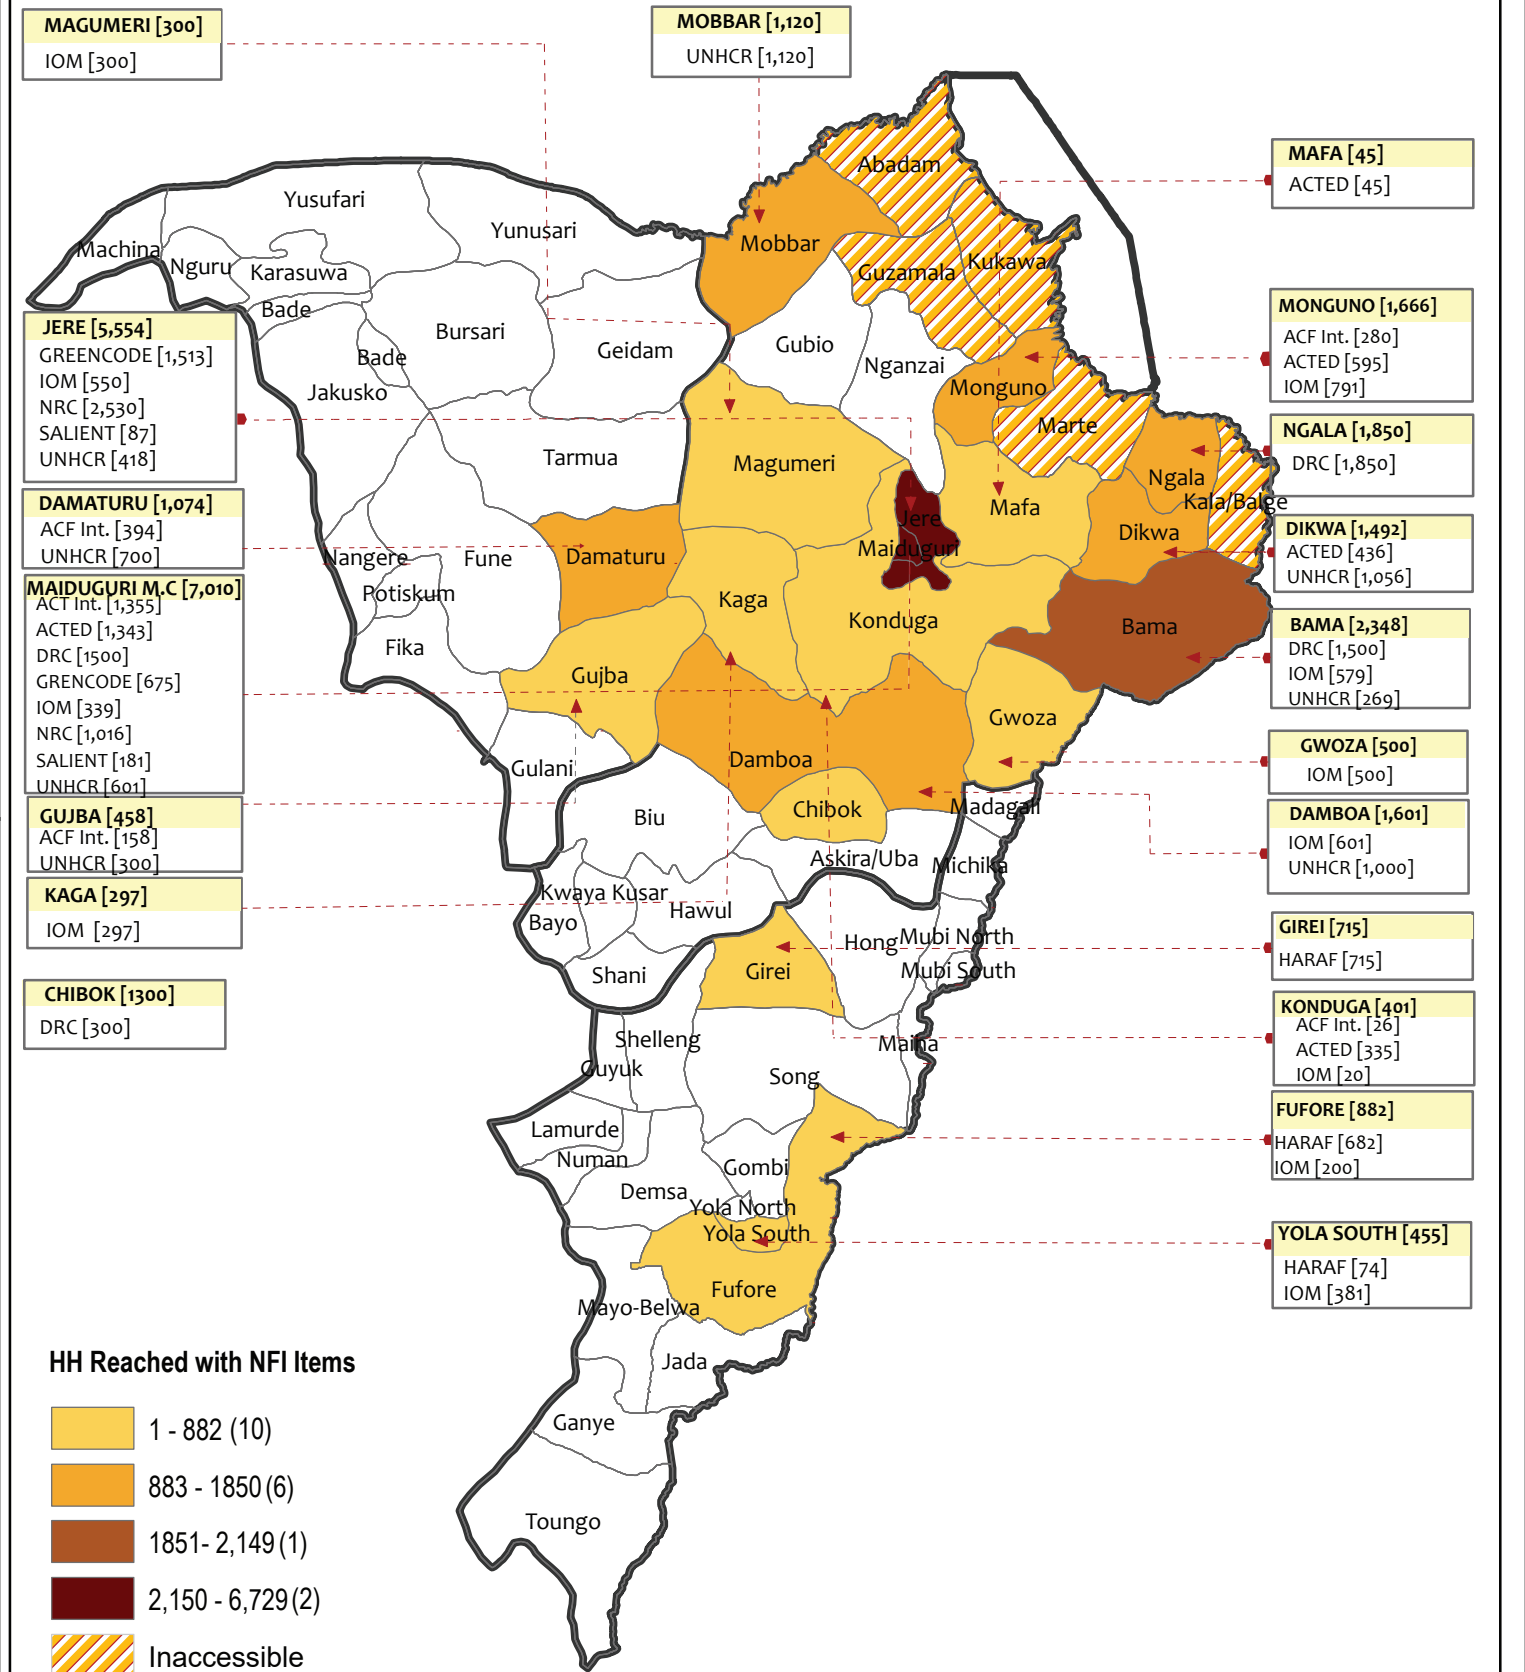 MAGUMERI [300]
IOM [300]
MOBBAR [1,120]
UNHCR [1,120]
MAFA [45]
ACTED [45]
JERE [5,554]
GREENCODE [1,513]
IOM [550]
NRC [2,530]
SALIENT [87]
UNHCR [418]
DAMATURU [1,074]
ACF Int. [394]
UNHCR [700]
MAIDUGURI M.C [7,010]
ACT Int. [1,355]
ACTED [1,343]
DRC [1500]
GRENCODE [675]
IOM [339]
NRC [1,016]
SALIENT [181]
UNHCR [601]
GUJBA [458]
ACF Int. [158]
UNHCR [300]
KAGA [297]
IOM [297]
CHIBOK [1300]
DRC [300]
MONGUNO [1,666]
ACF Int. [280]
ACTED [595]
IOM [791]
NGALA [1,850]
DRC [1,850]
DIKWA [1,492]
ACTED [436]
UNHCR [1,056]
BAMA [2,348]
DRC [1,500]
IOM [579]
UNHCR [269]
GWOZA [500]
IOM [500]
DAMBOA [1,601]
IOM [601]
UNHCR [1,000]
GIREI [715]
HARAF [715]
KONDUGA [401]
ACF Int. [26]
ACTED [335]
IOM [20]
FUFORE [882]
HARAF [682]
IOM [200]
YOLA SOUTH [455]
HARAF [74]
IOM [381]
Abadam
Yusufari
Yunusari
Machina
Mobbar
Nguru
Karasuwa
Guzamala
Kukawa
Bade
Bursari
Geidam
Gubio
Bade
Nganzai
Jakusko
Monguno
Marte
Tarmua
Magumeri
Ngala
Kala/Balge
Mafa
Jere
Dikwa
Maiduguri
Nangere
Fune
Damaturu
Potiskum
Kaga
Konduga
Bama
Fika
Gujba
Gwoza
Gulani
Damboa
Biu
Chibok
Madagali
Askira/Uba
Michika
Kwaya Kusar
Hawul
Bayo
Hong
Mubi North
Shani
Girei
Mubi South
Shelleng
Maiha
Guyuk
Song
Lamurde
Numan
Gombi
Demsa
Yola North
Yola South
Fufore
Mayo-Belwa
Jada
Ganye
Toungo
HH Reached with NFI Items
1 - 882 (10)
883 - 1850 (6)
1851- 2,149 (1)
2,150 - 6,729 (2)
Inaccessible